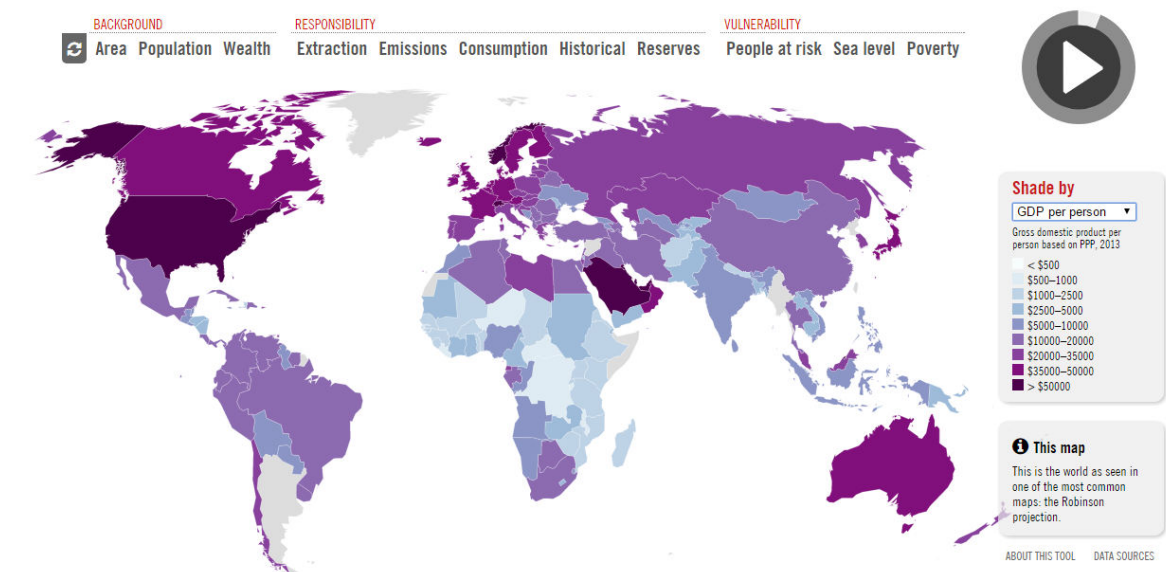 BACKGROUND
RESPONSIBILITY
VULNERABILITY
Area Population Wealth
Extraction Emissions Consumption Historical Reserves
People at risk Sea level Poverty
Shade by
GDP per person
Gross domestic product per
person based on PPP, 2013
< $500
$500–1000
$1000–2500
$2500–5000
$5000–10000
$10000–20000
$20000–35000
$35000–50000
> $50000
This map
This is the world as seen in
one of the most common
maps: the Robinson
projection.
ABOUT THIS TOOL
DATA SOURCES